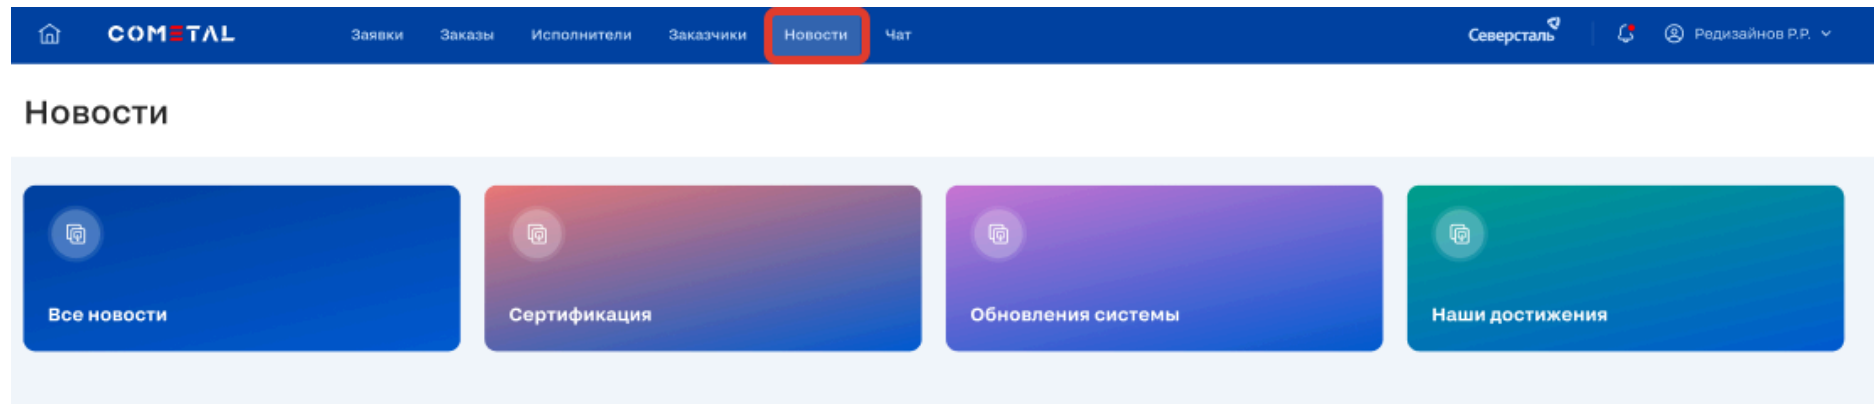 COMETAL Заявки Заказы Исполнители Заказчики Новости Чат Северсталь Редизайнов Р.Р.
Новости
Все новости Сертификация Обновления системы Наши достижения